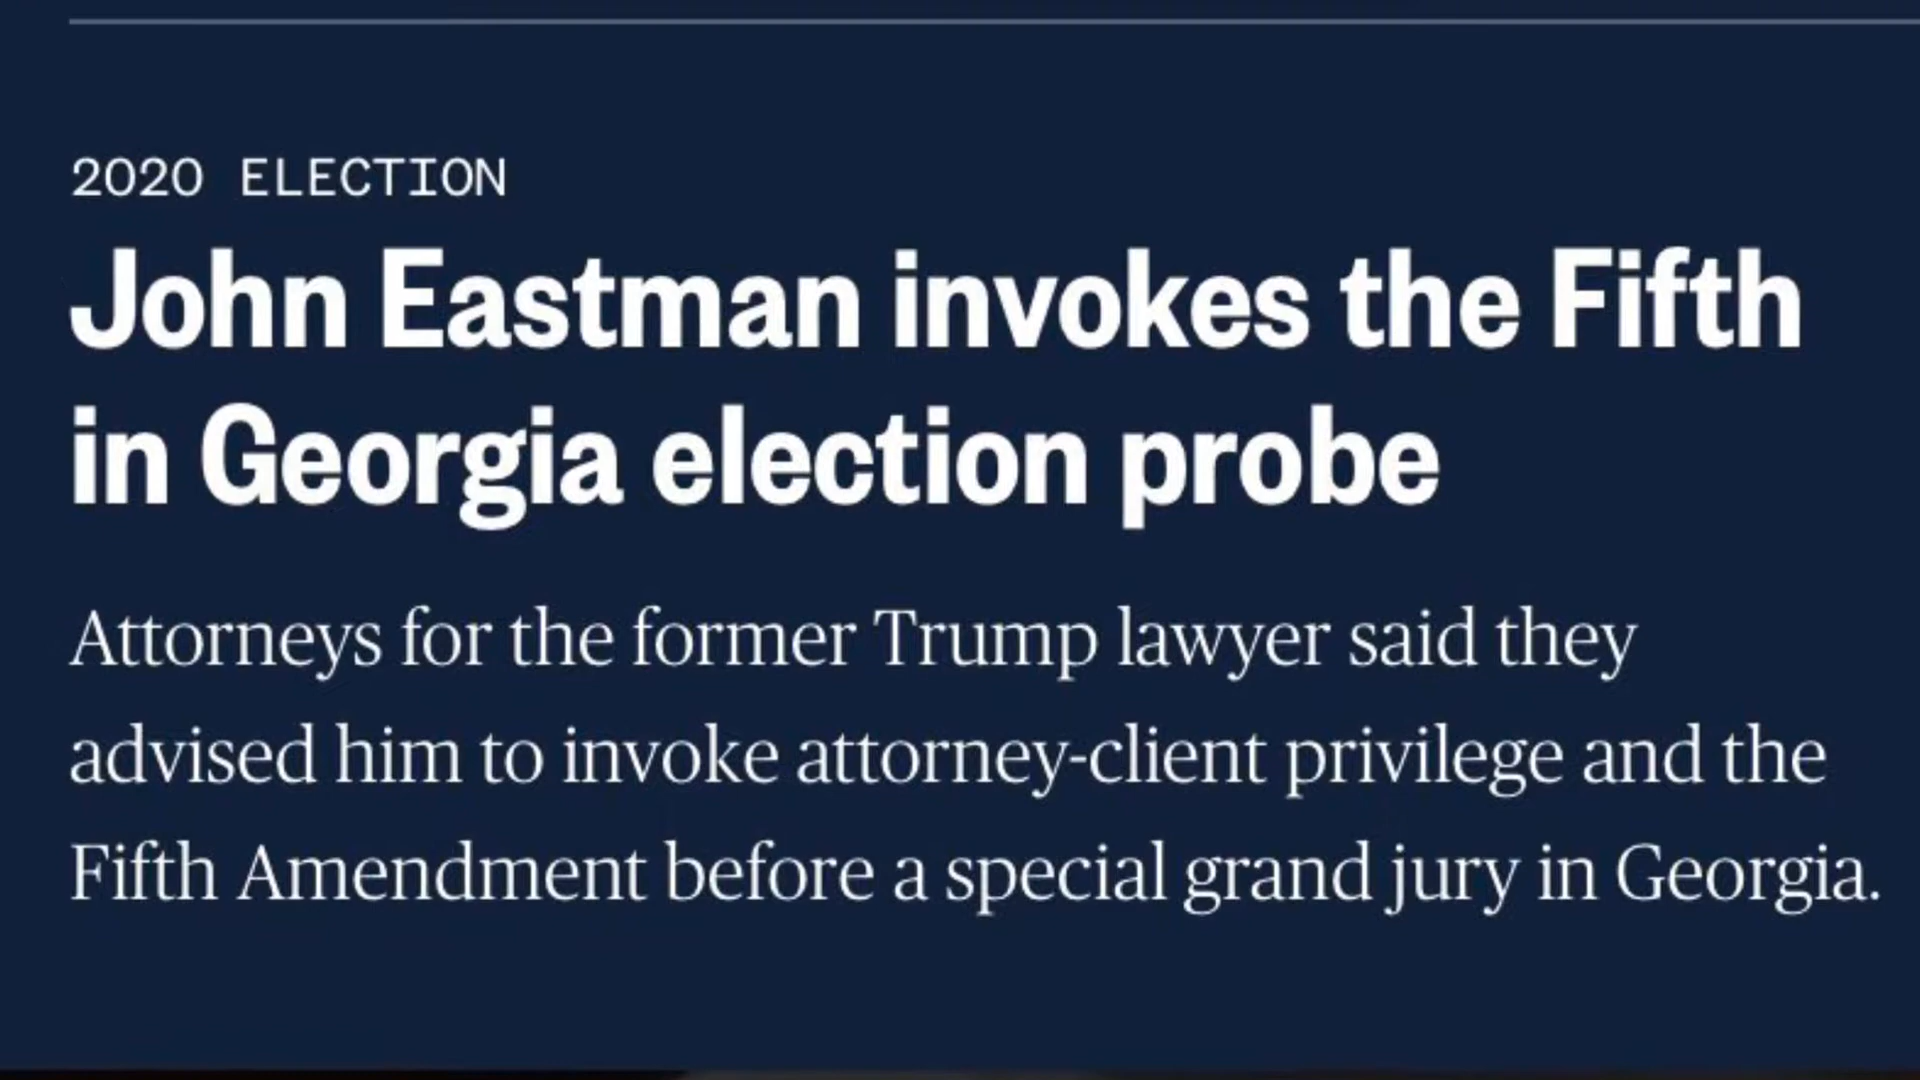 2020 ELECTION
John Eastman invokes the Fifth
in Georgia election probe
Attorneys for the former Trump lawyer said they
advised him to invoke attorney-client privilege and the
Fifth Amendment before a special grand jury in Georgia.